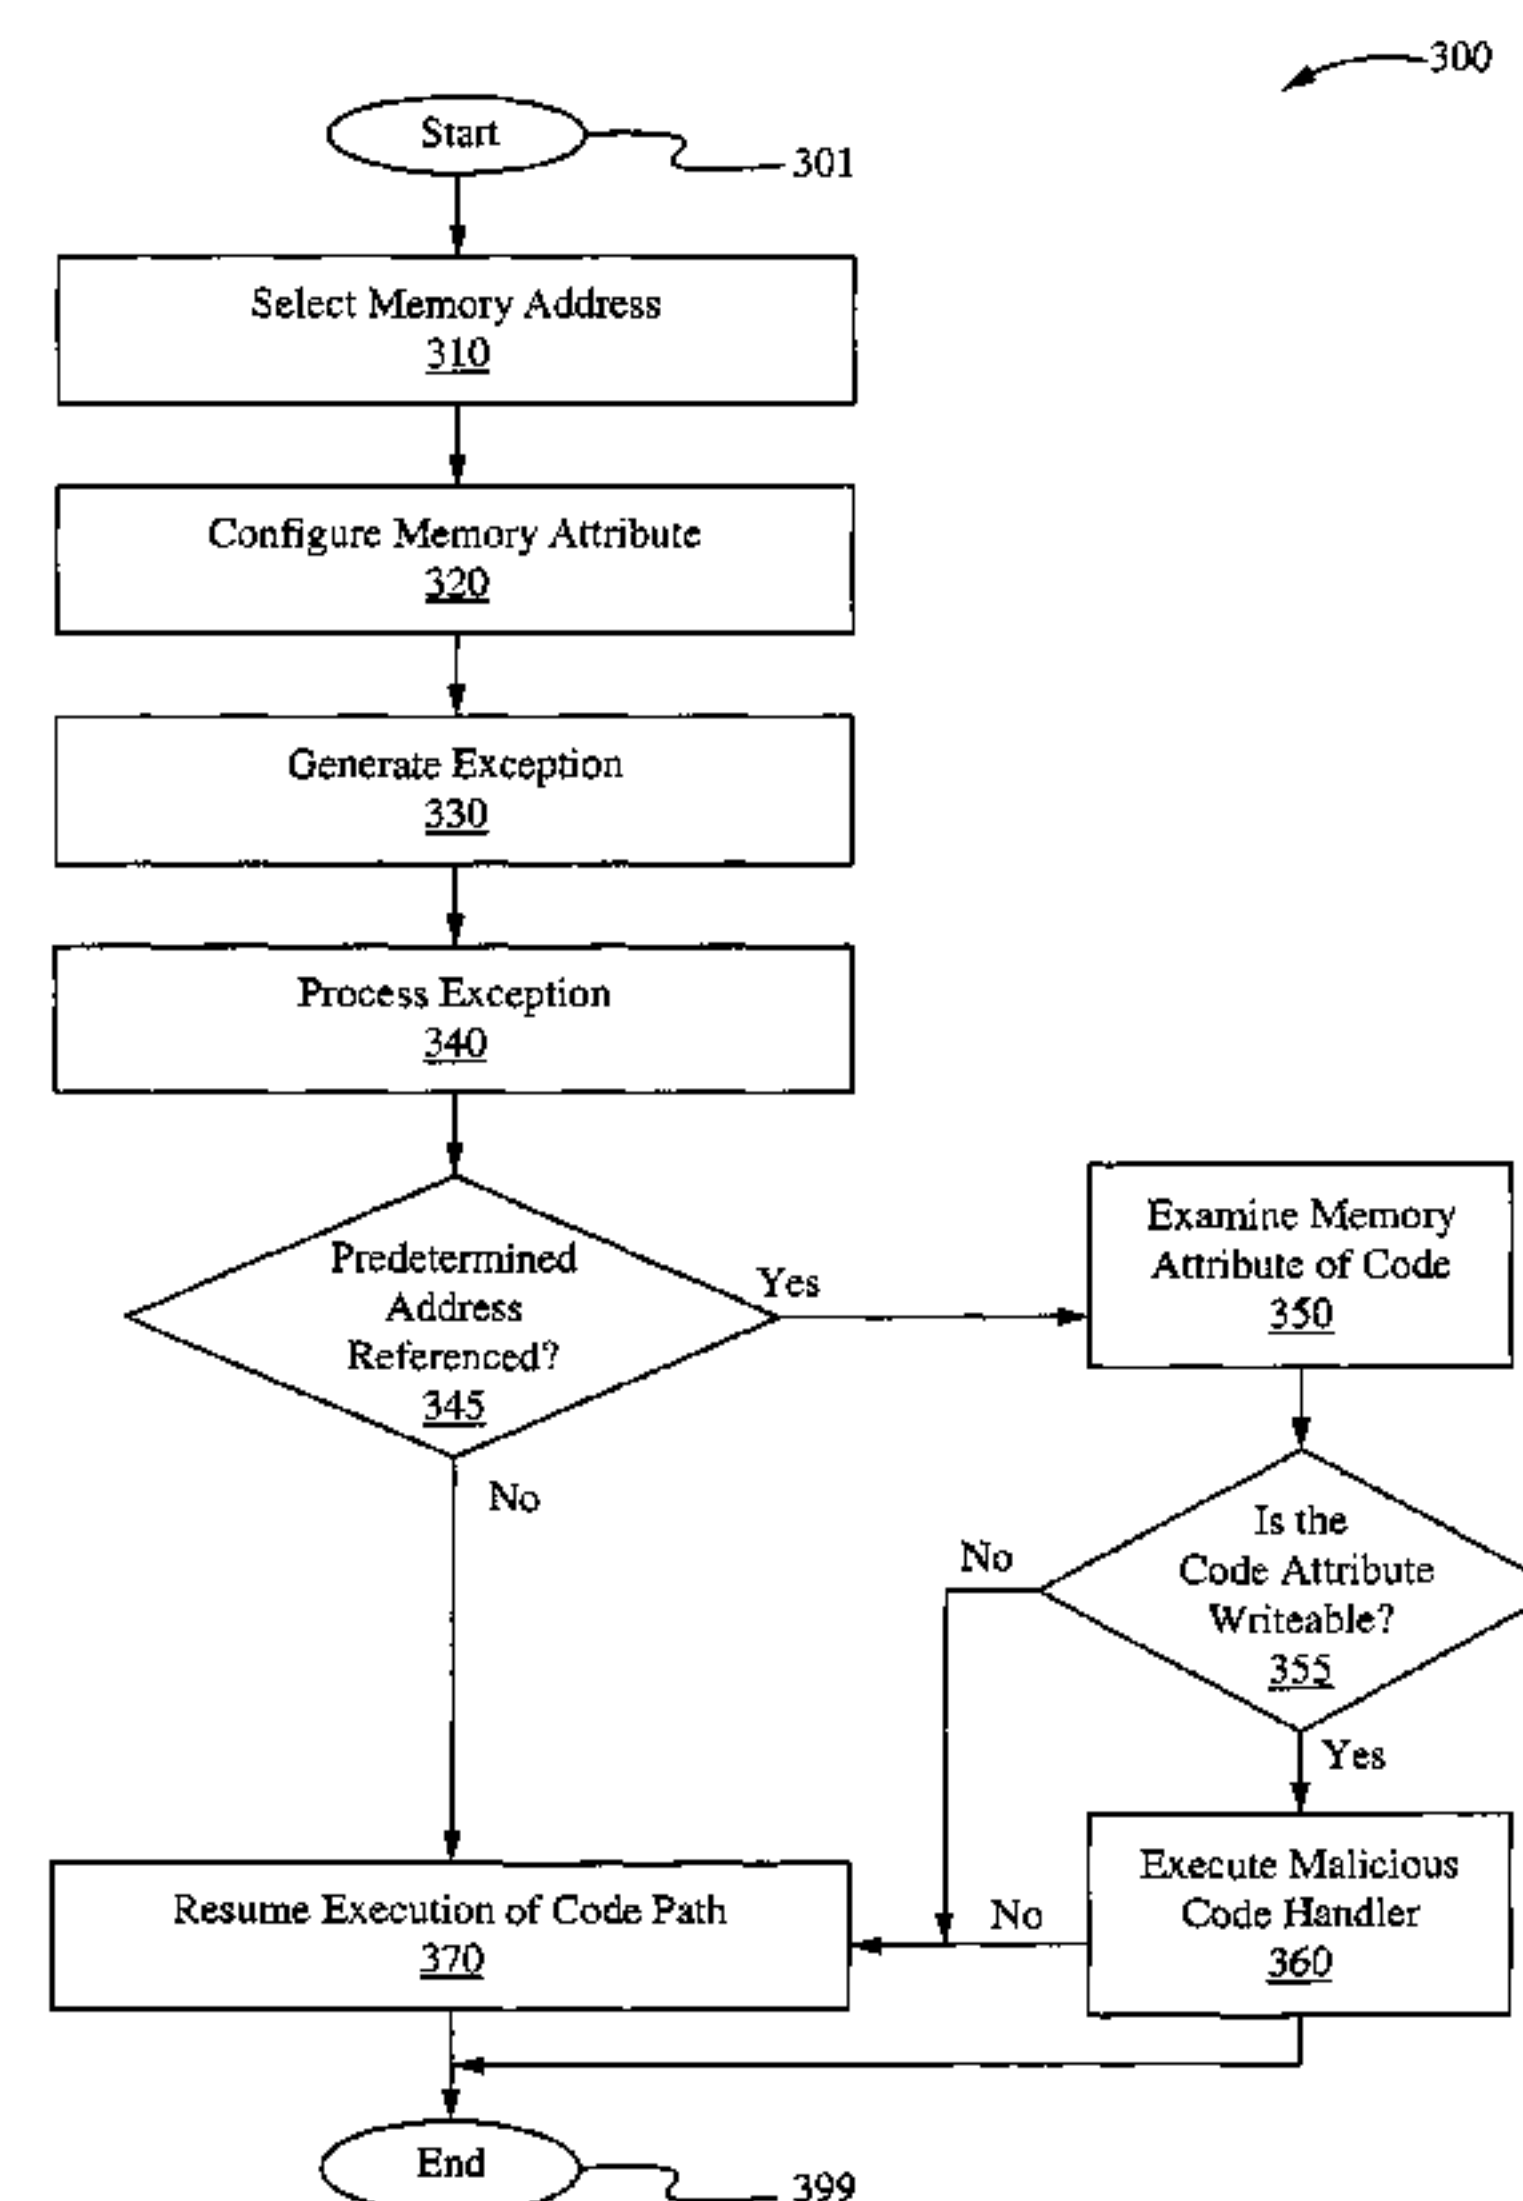 300
Start
301
Select Memory Address
310
Configure Memory Attribute
320
Generate Exception
330
Process Exception
340
Predetermined
Address
Referenced?
345
Yes
No
Examine Memory
Attribute of Code
350
Is the
Code Attribute
Writeable?
355
No
Yes
Execute Malicious
Code Handler
360
No
Resume Execution of Code Path
370
End
399